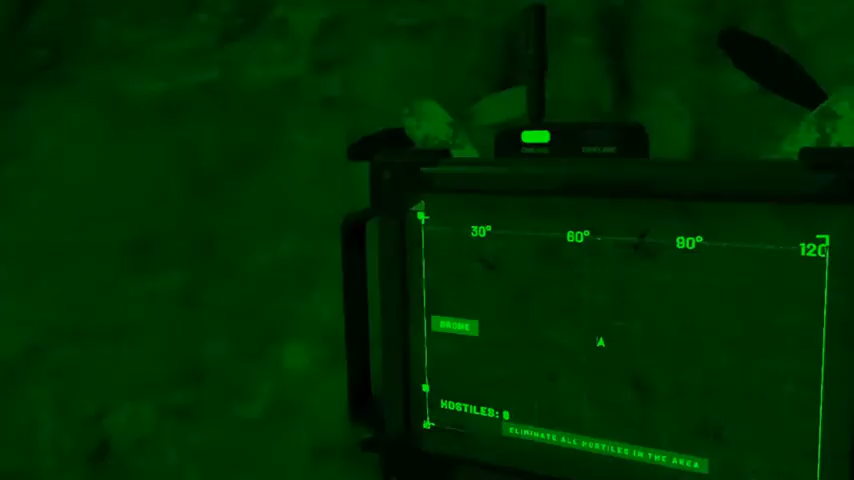 30° 60° 90° 120
DRONE
HOSTILES: 0
ELIMINATE ALL HOSTILES IN THE AREA